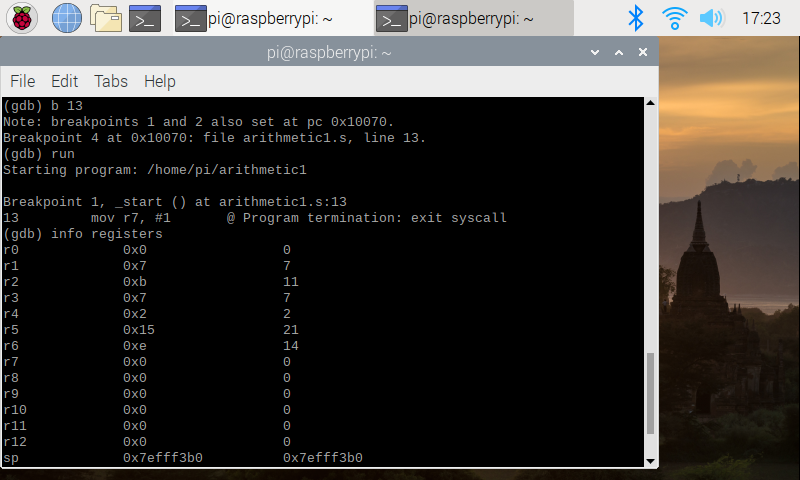 pi@raspberrypi: ~ pi@raspberrypi: ~ 17:23
pi@raspberrypi: ~
File Edit Tabs Help
(gdb) b 13
Note: breakpoints 1 and 2 also set at pc 0x10070.
Breakpoint 4 at 0x10070: file arithmetic1.s, line 13.
(gdb) run
Starting program: /home/pi/arithmetic1
Breakpoint 1, _start () at arithmetic1.s:13
13 mov r7, #1 @ Program termination: exit syscall
(gdb) info registers
r0 0x0 0
r1 0x7 7
r2 0xb 11
r3 0x7 7
r4 0x2 2
r5 0x15 21
r6 0xe 14
r7 0x0 0
r8 0x0 0
r9 0x0 0
r10 0x0 0
r11 0x0 0
r12 0x0 0
sp 0x7efff3b0 0x7efff3b0